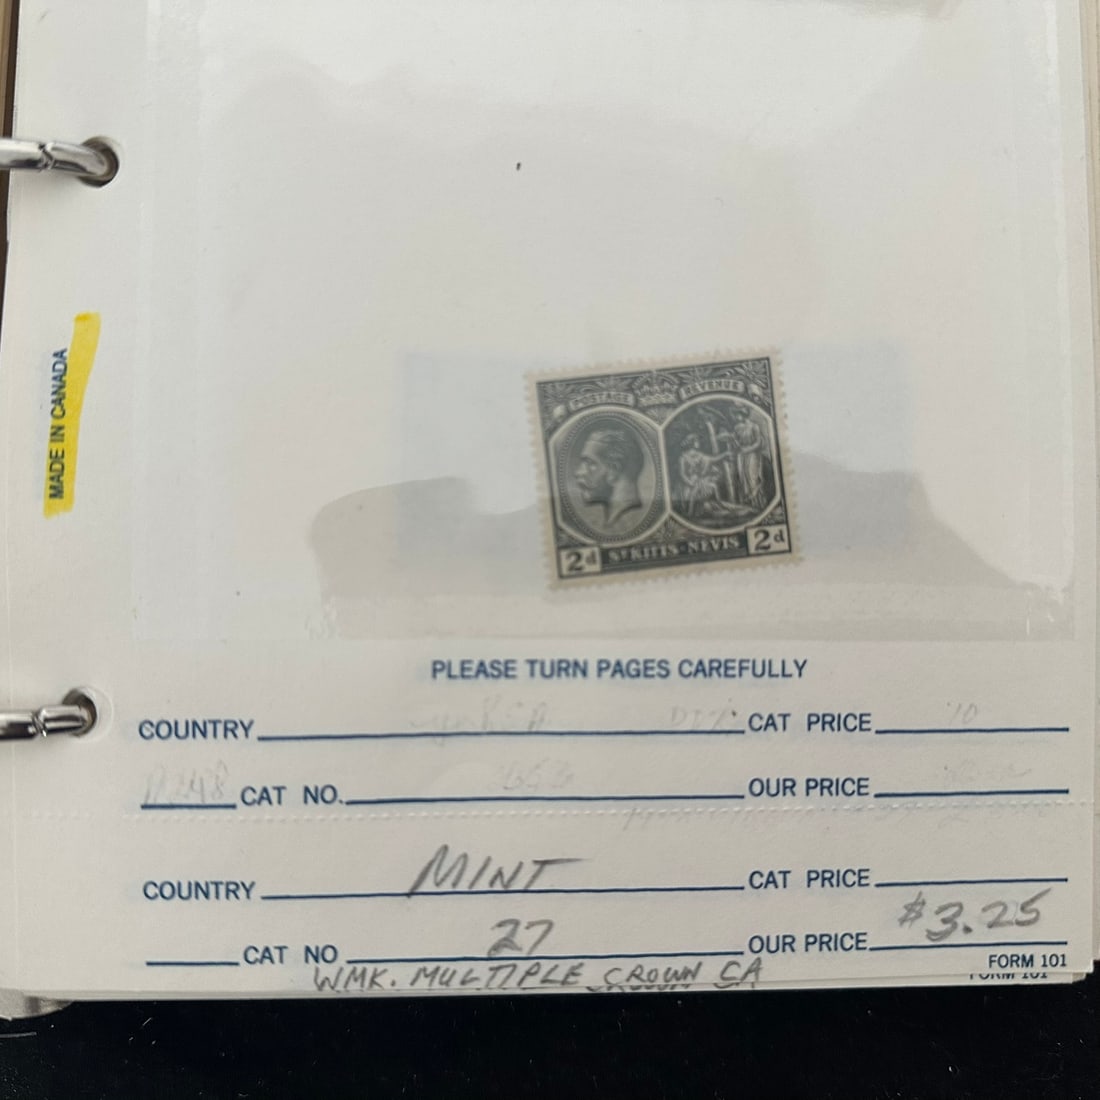 POSTAGE REVENUE
2d ST KITTS-NEVIS 2d
MADE IN CANADA
PLEASE TURN PAGES CAREFULLY
COUNTRY CAT PRICE 10
CAT NO. OUR PRICE
COUNTRY MINT CAT PRICE
CAT NO 27 OUR PRICE $3.25
FORM 101
WMK. MULTIPLE CROWN CA
FORM 101